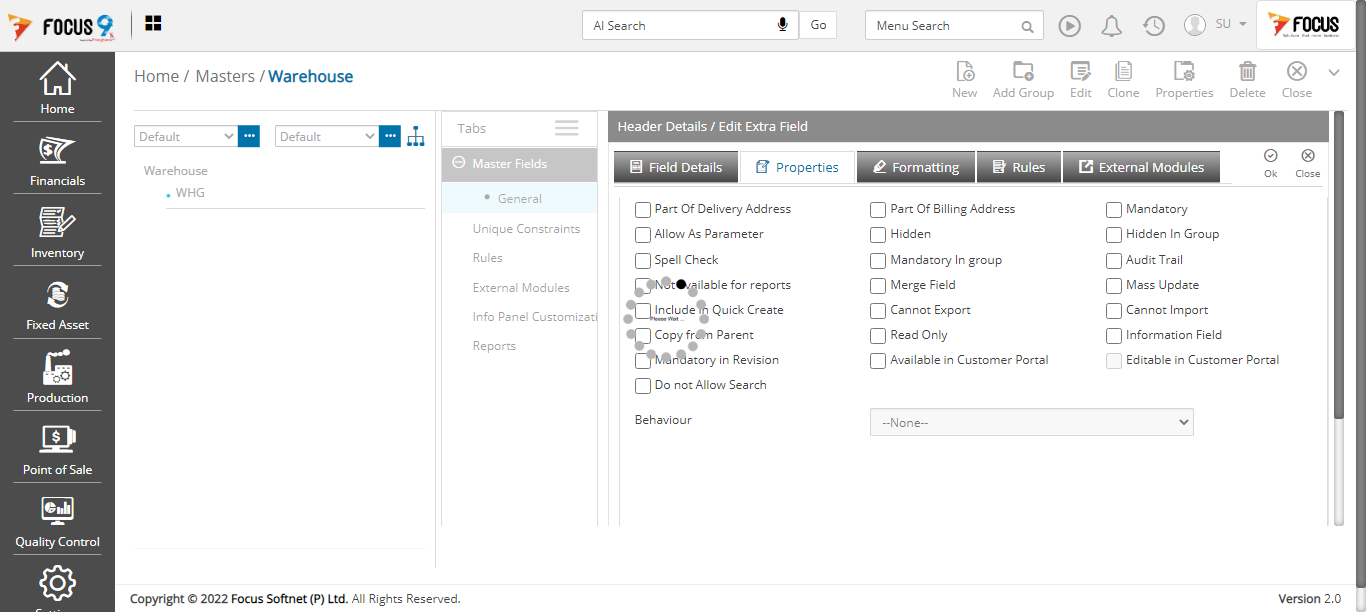 FOCUS 9
AI Search
Go
Menu Search
SU
FOCUS
Home
Financials
Inventory
Fixed Asset
Production
Point of Sale
Quality Control
Home / Masters / Warehouse
New
Add Group
Edit
Clone
Properties
Delete
Close
Default
Default
Warehouse
WHG
Tabs
Master Fields
General
Unique Constraints
Rules
External Modules
Info Panel Customizati
Reports
Header Details / Edit Extra Field
Field Details
Properties
Formatting
Rules
External Modules
Ok
Close
Part Of Delivery Address
Part Of Billing Address
Mandatory
Allow As Parameter
Hidden
Hidden In Group
Spell Check
Mandatory In group
Audit Trail
Not available for reports
Merge Field
Mass Update
Include in Quick Create
Cannot Export
Cannot Import
Please Wait ...
Copy from Parent
Read Only
Information Field
Mandatory in Revision
Available in Customer Portal
Editable in Customer Portal
Do not Allow Search
Behaviour
--None--
Copyright © 2022 Focus Softnet (P) Ltd. All Rights Reserved.
Version 2.0